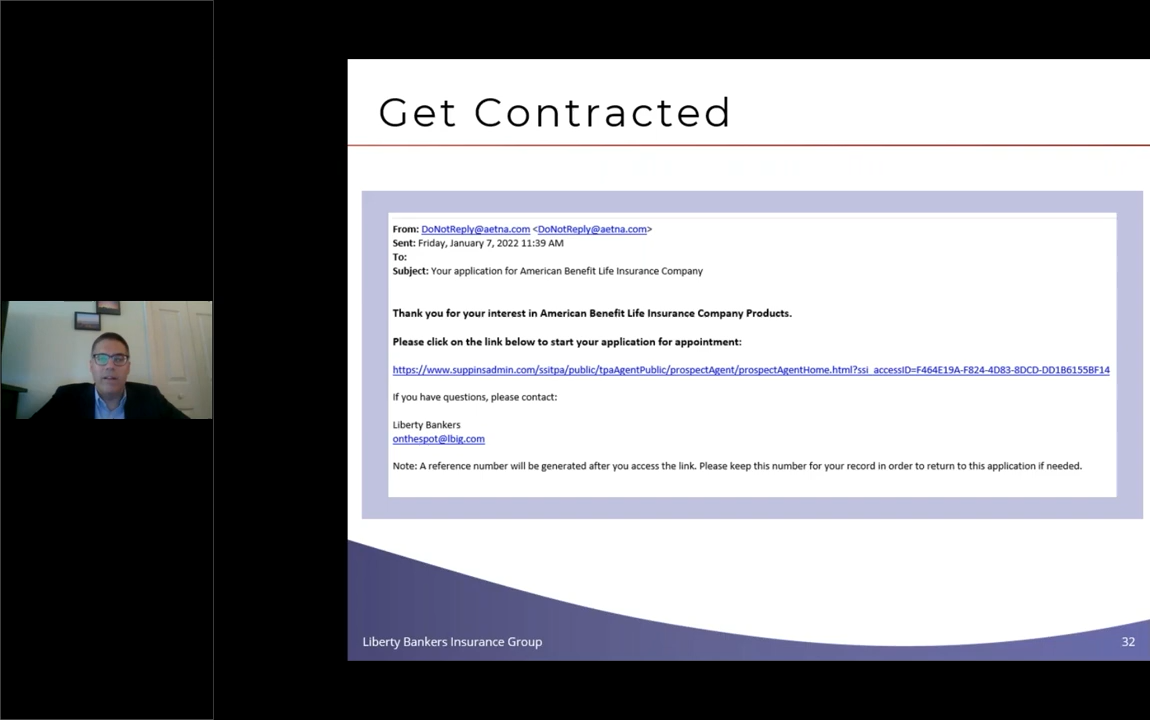 Get Contracted
From: DoNotReply@aetna.com <DoNotReply@aetna.com>
Sent: Friday, January 7, 2022 11:39 AM
To:
Subject: Your application for American Benefit Life Insurance Company
Thank you for your interest in American Benefit Life Insurance Company Products.
Please click on the link below to start your application for appointment:
https://www.suppinsadmin.com/ssitpa/public/tpaAgentPublic/prospectAgent/prospectAgentHome.html?ssi_accessID=F464E19A-F824-4D83-8DCD-DD1B6155BF14
If you have questions, please contact:
Liberty Bankers
onthespot@lbig.com
Note: A reference number will be generated after you access the link. Please keep this number for your record in order to return to this application if needed.
Liberty Bankers Insurance Group
32